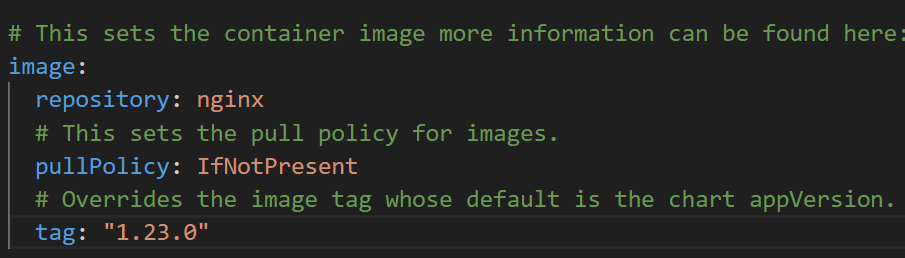 # This sets the container image more information can be found here:
image:
  repository: nginx
  # This sets the pull policy for images.
  pullPolicy: IfNotPresent
  # Overrides the image tag whose default is the chart appVersion.
  tag: "1.23.0"